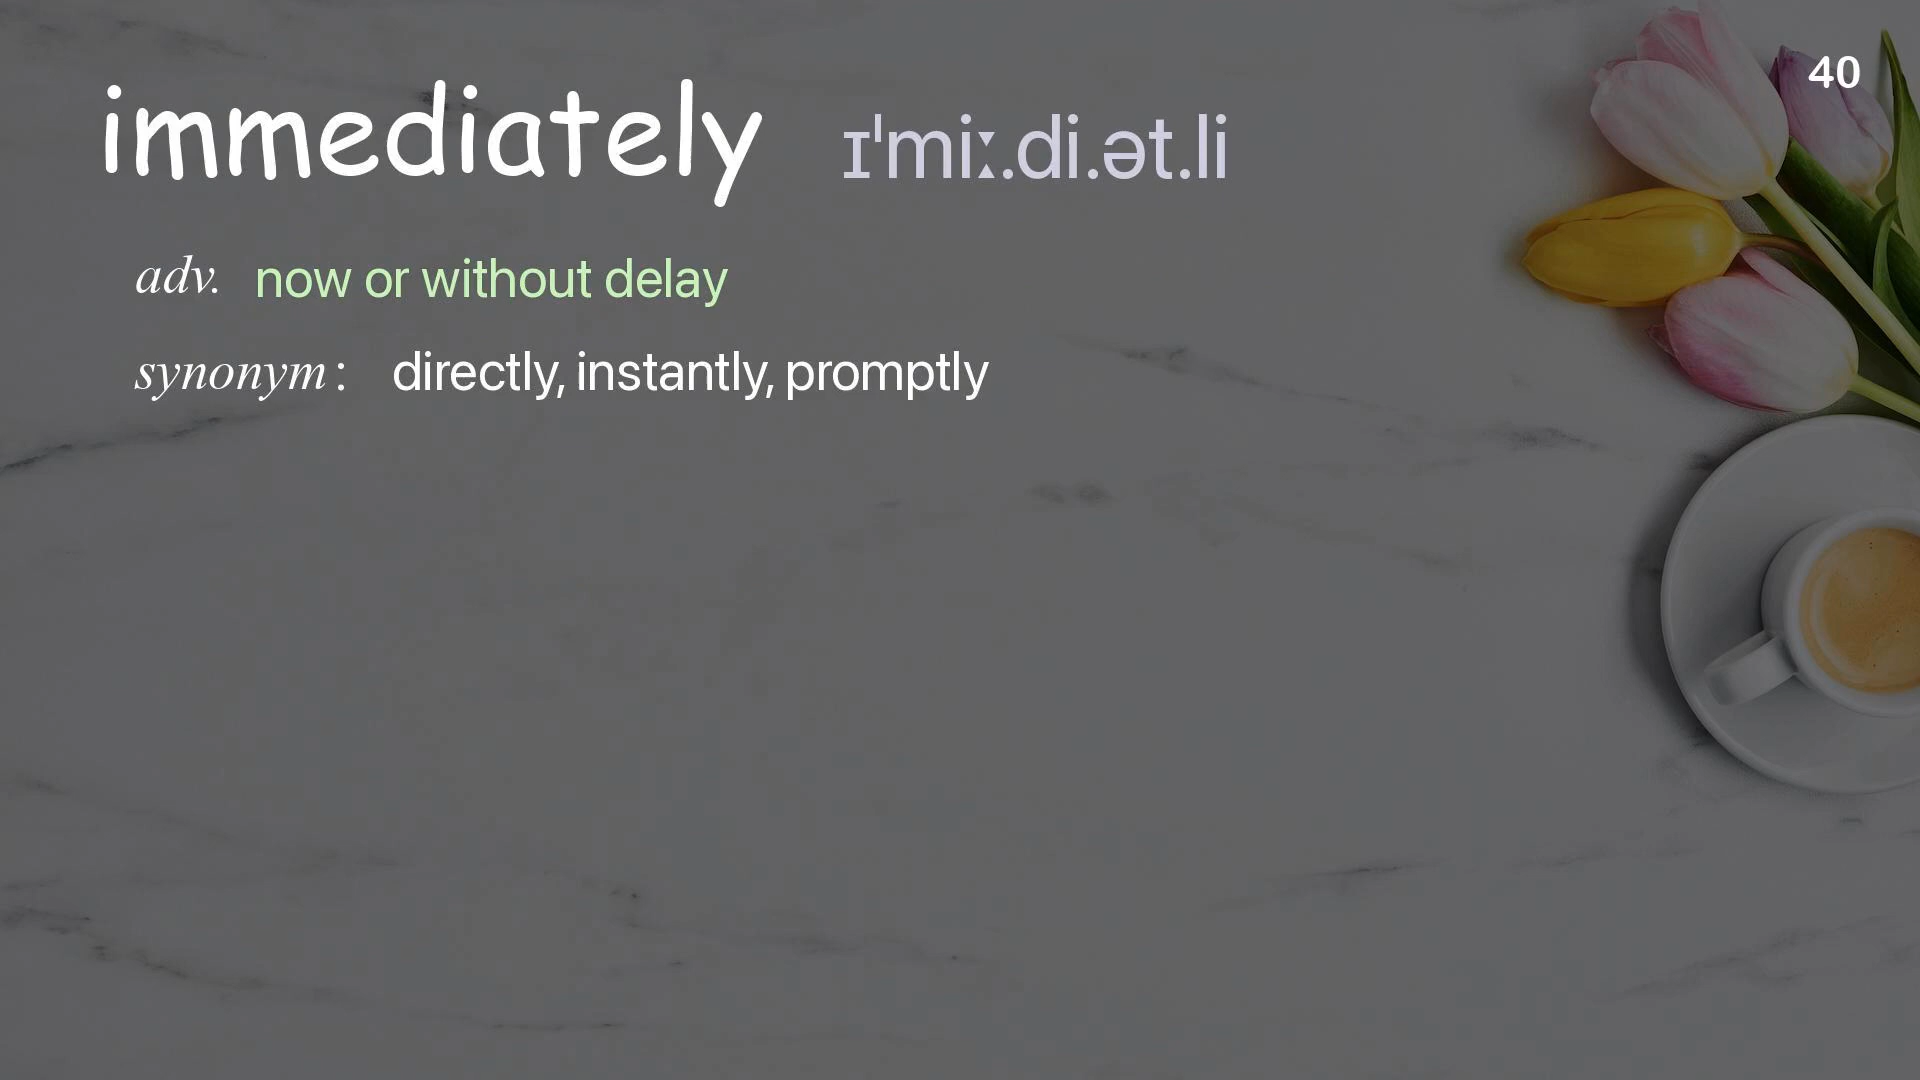 40
immediately ɪˈmiː.di.ət.li
adv. now or without delay
synonym: directly, instantly, promptly